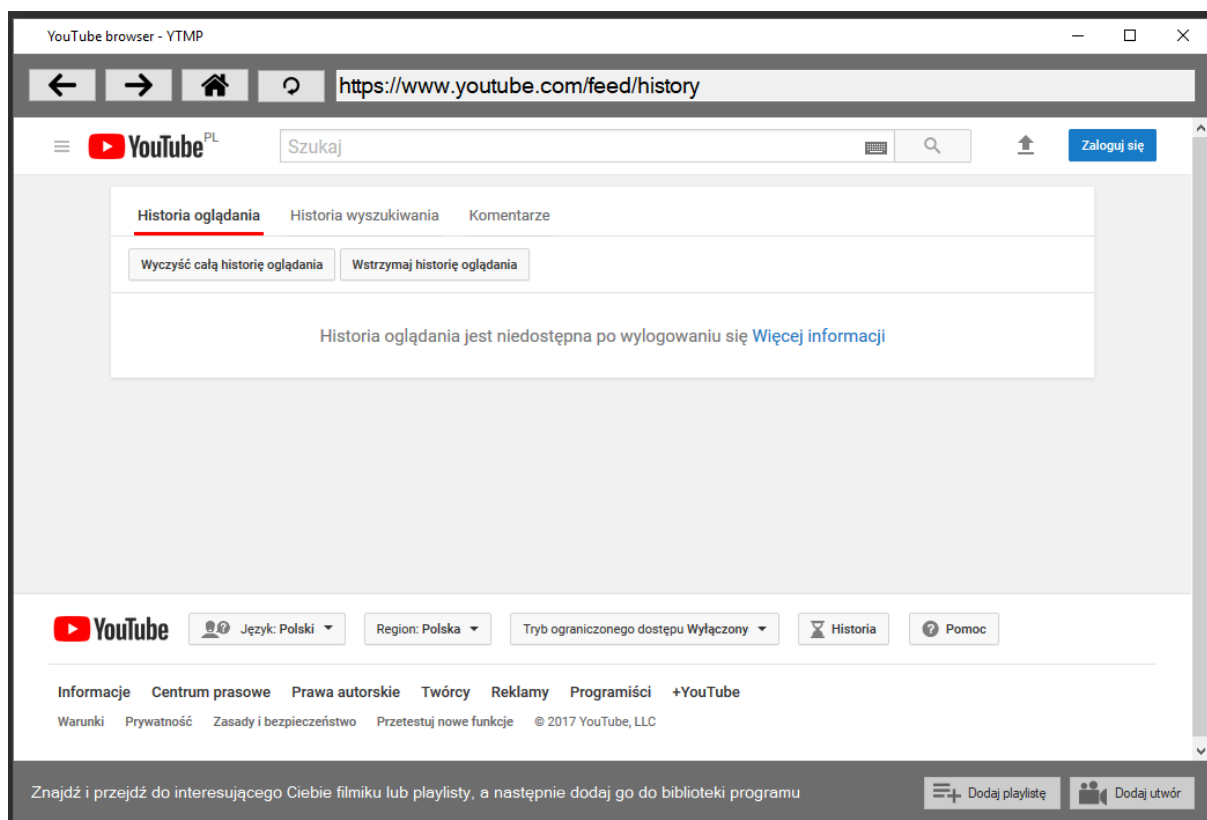 YouTube browser - YTMP
https://www.youtube.com/feed/history
YouTube PL Szukaj Zaloguj się
Historia oglądania Historia wyszukiwania Komentarze
Wyczyść całą historię oglądania Wstrzymaj historię oglądania
Historia oglądania jest niedostępna po wylogowaniu się Więcej informacji
YouTube Język: Polski Region: Polska Tryb ograniczonego dostępu Wyłączony Historia Pomoc
Informacje Centrum prasowe Prawa autorskie Twórcy Reklamy Programiści +YouTube
Warunki Prywatność Zasady i bezpieczeństwo Przetestuj nowe funkcje © 2017 YouTube, LLC
Znajdź i przejdź do interesującego Ciebie filmiku lub playlisty, a następnie dodaj go do biblioteki programu Dodaj playlistę Dodaj utwór